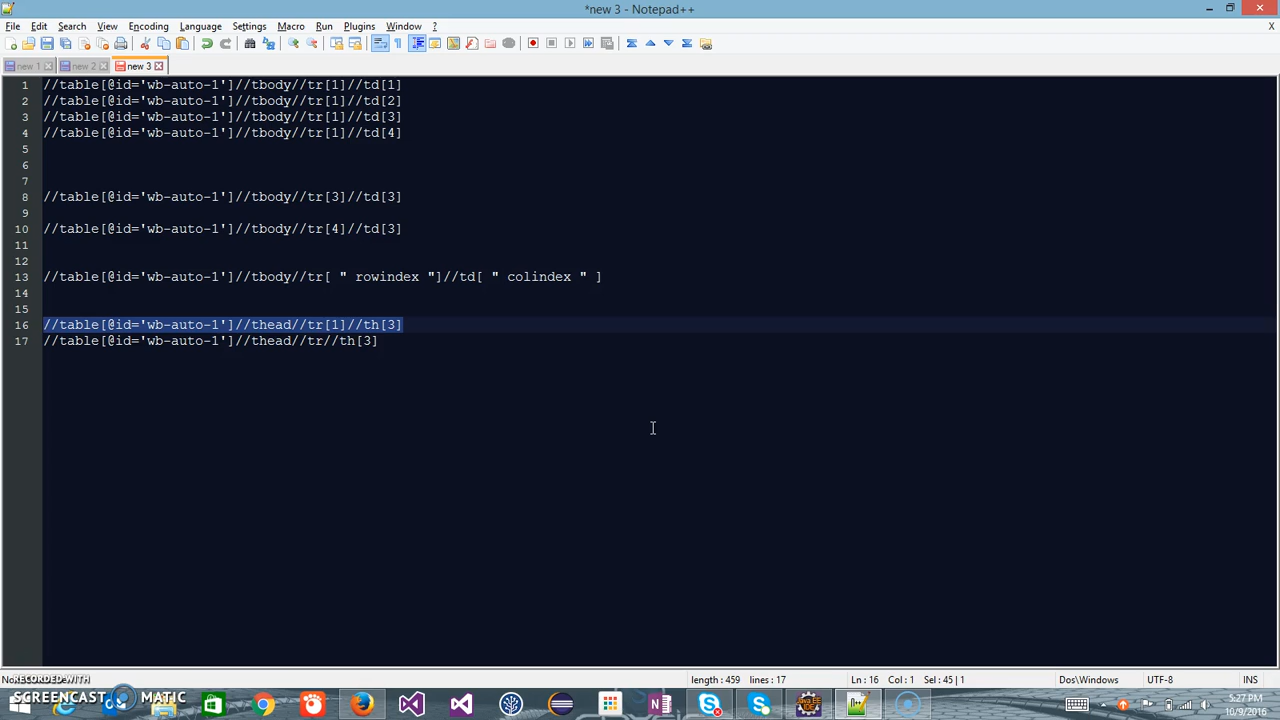 *new 3 - Notepad++
File Edit Search View Encoding Language Settings Macro Run Plugins Window ?
X
new 1 new 2 new 3
1 //table[@id='wb-auto-1']//tbody//tr[1]//td[1]
2 //table[@id='wb-auto-1']//tbody//tr[1]//td[2]
3 //table[@id='wb-auto-1']//tbody//tr[1]//td[3]
4 //table[@id='wb-auto-1']//tbody//tr[1]//td[4]
5
6
7
8 //table[@id='wb-auto-1']//tbody//tr[3]//td[3]
9
10 //table[@id='wb-auto-1']//tbody//tr[4]//td[3]
11
12
13 //table[@id='wb-auto-1']//tbody//tr[ " rowindex "]//td[ " colindex " ]
14
15
16 //table[@id='wb-auto-1']//thead//tr[1]//th[3]
17 //table[@id='wb-auto-1']//thead//tr//th[3]
length : 459 lines : 17 Ln : 16 Col : 1 Sel : 45 | 1 Dos\Windows UTF-8 INS
RECORDED WITH
SCREENCAST MATIC
5:27 PM
10/9/2016